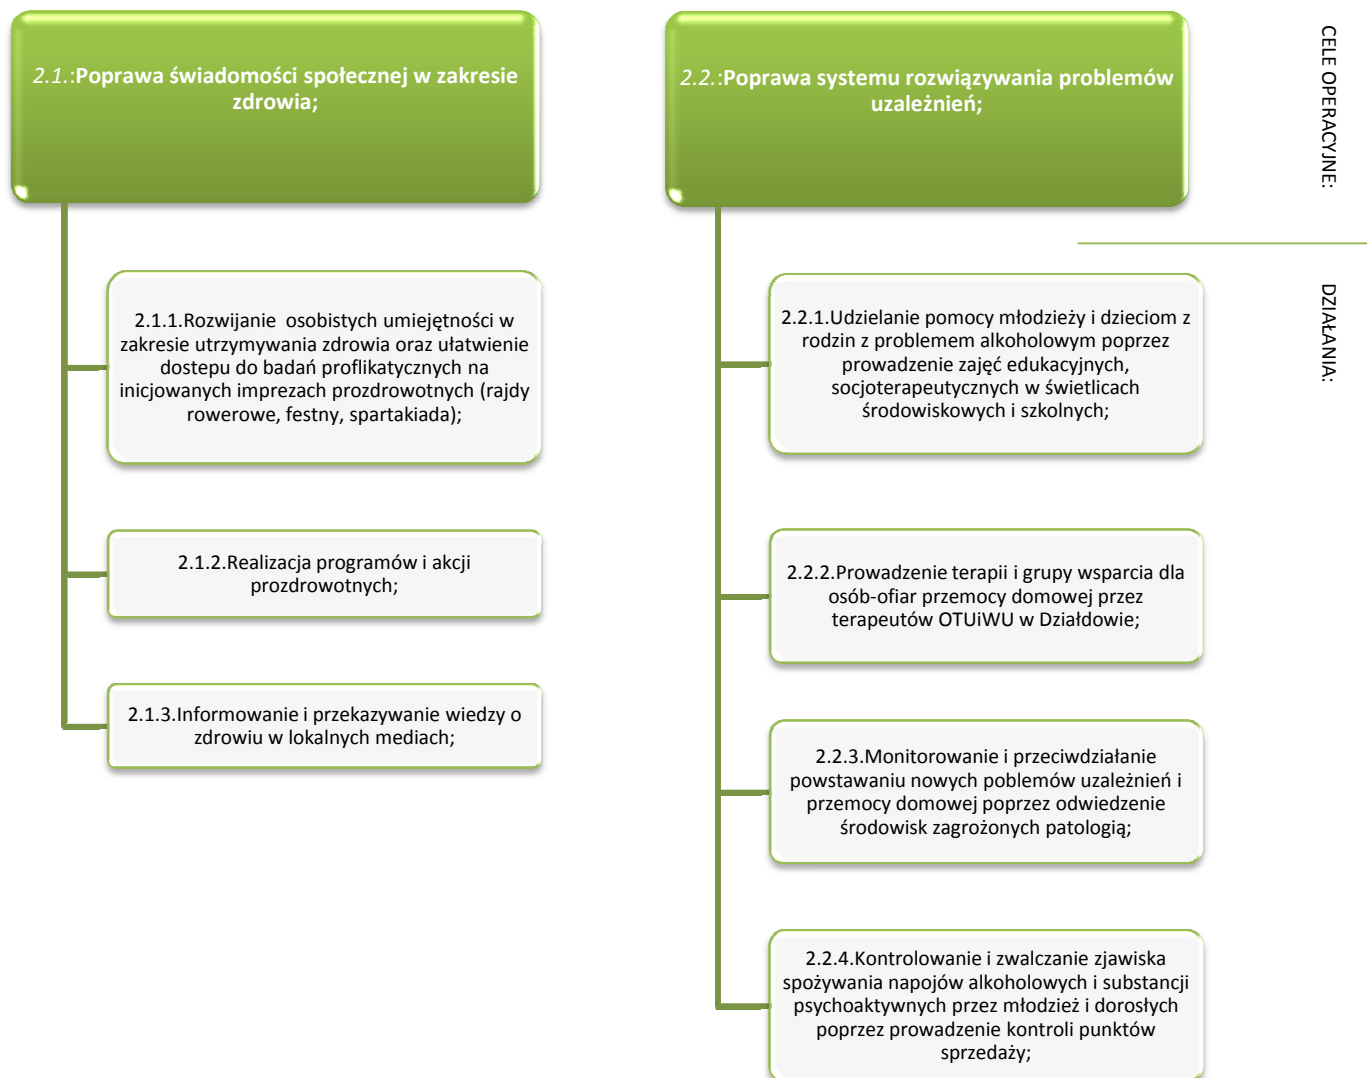 2.1.:Poprawa świadomości społecznej w zakresie
zdrowia;
2.1.1.Rozwijanie  osobistych umiejętności w
zakresie utrzymywania zdrowia oraz ułatwienie
dostępu do badań proflikatycznych na
inicjowanych imprezach prozdrowotnych (rajdy
rowerowe, festny, spartakiada);
2.1.2.Realizacja programów i akcji
prozdrowotnych;
2.1.3.Informowanie i przekazywanie wiedzy o
zdrowiu w lokalnych mediach;
2.2.:Poprawa systemu rozwiązywania problemów
uzależnień;
2.2.1.Udzielanie pomocy młodzieży i dzieciom z
rodzin z problemem alkoholowym poprzez
prowadzenie zajęć edukacyjnych,
socjoterapeutycznych w świetlicach
środowiskowych i szkolnych;
2.2.2.Prowadzenie terapii i grupy wsparcia dla
osób-ofiar przemocy domowej przez
terapeutów OTUiWU w Działdowie;
2.2.3.Monitorowanie i przeciwdziałanie
powstawaniu nowych poblemów uzależnień i
przemocy domowej poprzez odwiedzenie
środowisk zagrożonych patologią;
2.2.4.Kontrolowanie i zwalczanie zjawiska
spożywania napojów alkoholowych i substancji
psychoaktywnych przez młodzież i dorosłych
poprzez prowadzenie kontroli punktów
sprzedaży;
CELE OPERACYJNE:
DZIAŁANIA: